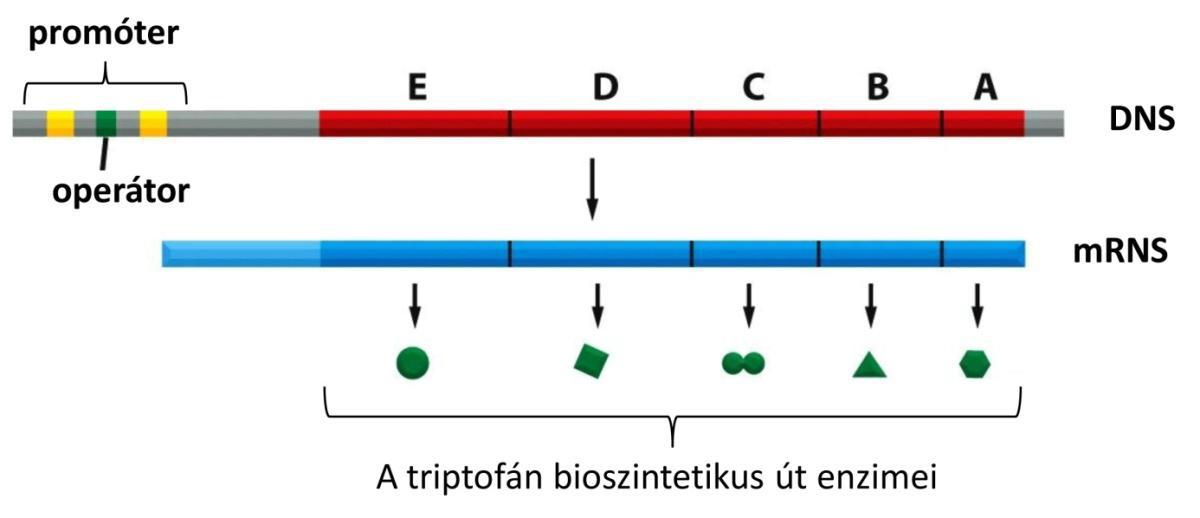 promóter
E D C B A
DNS
operátor
mRNS
A triptofán bioszintetikus út enzimei